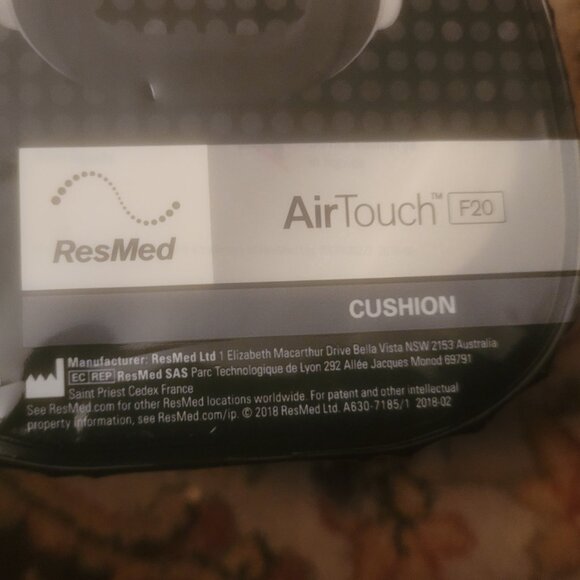 ResMed
AirTouch™ F20
CUSHION
Manufacturer: ResMed Ltd 1 Elizabeth Macarthur Drive Bella Vista NSW 2153 Australia
EC REP ResMed SAS Parc Technologique de Lyon 292 Allée Jacques Monod 69791
Saint Priest Cedex France
See ResMed.com for other ResMed locations worldwide. For patent and other intellectual
property information, see ResMed.com/ip. © 2018 ResMed Ltd. A630-7185/1 2018-02